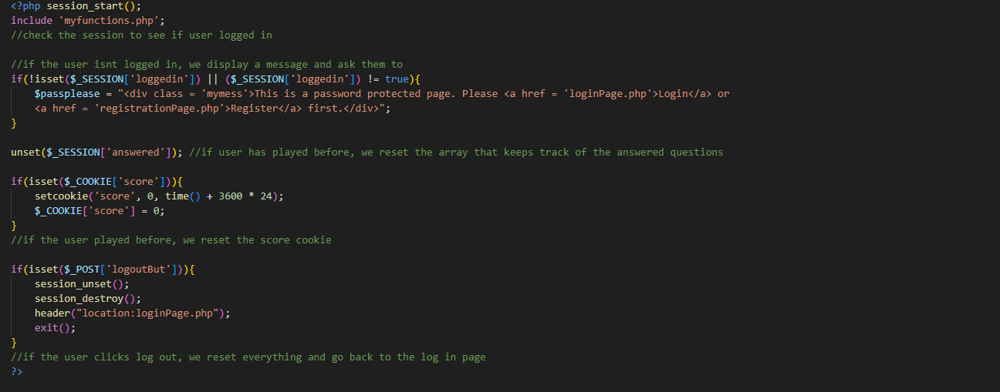 <?php session_start();
include 'myfunctions.php';
//check the session to see if user logged in
//if the user isnt logged in, we display a message and ask them to
if(!isset($_SESSION['loggedin']) || ($_SESSION['loggedin']) != true){
$passplease = "<div class = 'mymess'>This is a password protected page. Please <a href = 'loginPage.php'>Login</a> or
<a href = 'registrationPage.php'>Register</a> first.</div>";
}
unset($_SESSION['answered']); //if user has played before, we reset the array that keeps track of the answered questions
if(isset($_COOKIE['score'])){
setcookie('score', 0, time() + 3600 * 24);
$_COOKIE['score'] = 0;
}
//if the user played before, we reset the score cookie
if(isset($_POST['logoutBut'])){
session_unset();
session_destroy();
header("location:loginPage.php");
exit();
}
//if the user clicks log out, we reset everything and go back to the log in page
?>